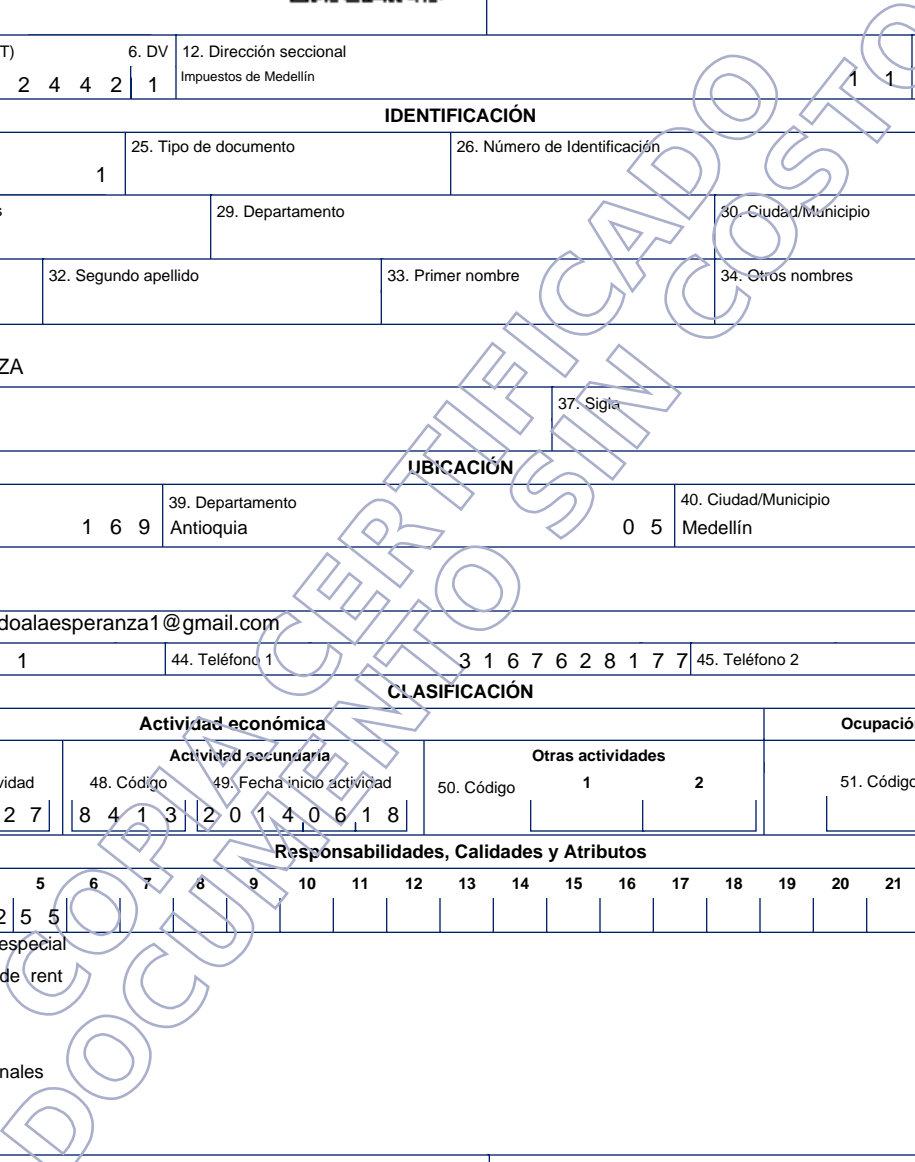 T) 6. DV 12. Dirección seccional
2 4 4 2 1 Impuestos de Medellín 1 1
IDENTIFICACIÓN
1 25. Tipo de documento 26. Número de Identificación
29. Departamento 30. Ciudad/Municipio
32. Segundo apellido 33. Primer nombre 34. Otros nombres
ZA
37. Sigla
UBICACIÓN
39. Departamento 40. Ciudad/Municipio
1 6 9 Antioquia 0 5 Medellín
doalaesperanza1@gmail.com
1 44. Teléfono 1 3 1 6 7 6 2 8 1 7 7 45. Teléfono 2
CLASIFICACIÓN
Actividad económica Ocupació
Actividad secundaria Otras actividades
vidad 48. Código 49. Fecha inicio actividad 50. Código 1 2 51. Código
2 7 8 4 1 3 2 0 1 4 0 6 1 8
Responsabilidades, Calidades y Atributos
5 6 7 8 9 10 11 12 13 14 15 16 17 18 19 20 21
2 5 5
especial
de rent
nales
COPIA CERTIFICADO
DOCUMENTO SIN COSTO